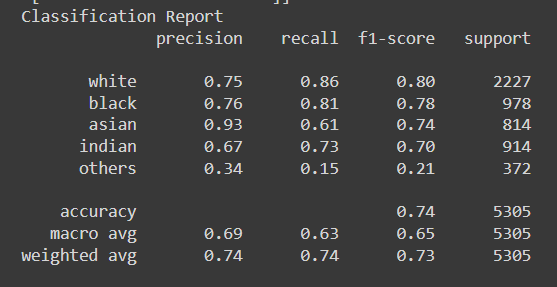 ]]
Classification Report
precision recall f1-score support
white 0.75 0.86 0.80 2227
black 0.76 0.81 0.78 978
asian 0.93 0.61 0.74 814
indian 0.67 0.73 0.70 914
others 0.34 0.15 0.21 372
accuracy 0.74 5305
macro avg 0.69 0.63 0.65 5305
weighted avg 0.74 0.74 0.73 5305